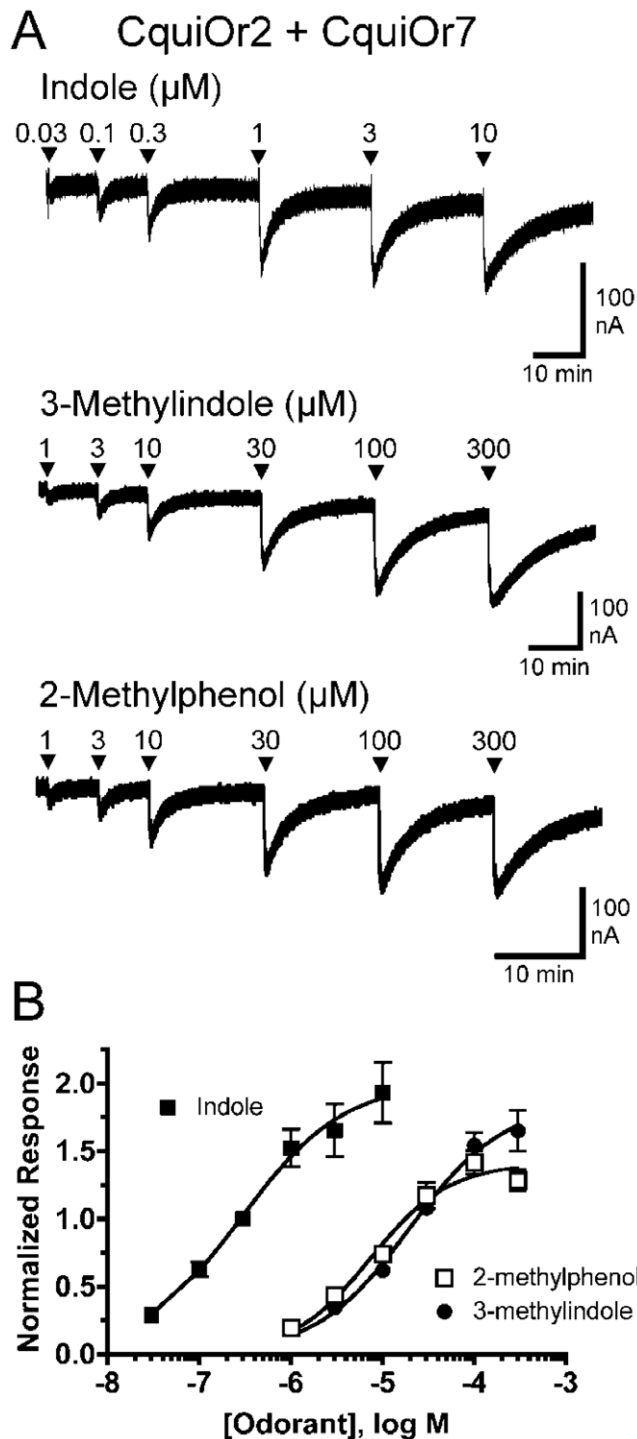 A CquiOr2 + CquiOr7
Indole (μM)
0.03 0.1 0.3 1 3 10
100
nA
10 min
3-Methylindole (μM)
1 3 10 30 100 300
100
nA
10 min
2-Methylphenol (μM)
1 3 10 30 100 300
100
nA
10 min
B
Normalized Response
2.0
1.5
1.0
0.5
0.0
Indole
2-methylphenol
3-methylindole
-8 -7 -6 -5 -4 -3
[Odorant], log M